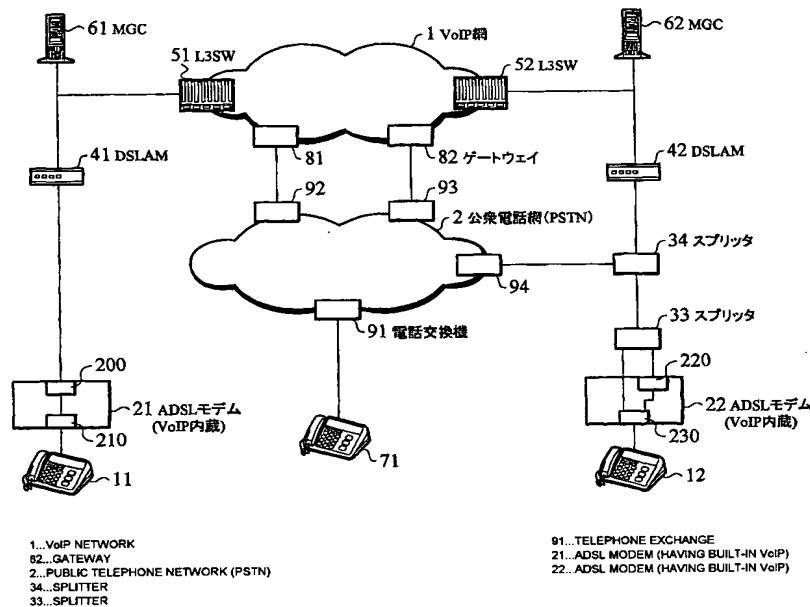 61 MGC
62 MGC
1 VoIP網
51 L3SW
52 L3SW
41 DSLAM
81
82 ゲートウェイ
42 DSLAM
92
93
2 公衆電話網(PSTN)
34 スプリッタ
94
91 電話交換機
33 スプリッタ
200
220
21 ADSLモデム
(VoIP内蔵)
22 ADSLモデム
(VoIP内蔵)
210
230
11
71
12
1...VoIP NETWORK
82...GATEWAY
2...PUBLIC TELEPHONE NETWORK (PSTN)
34...SPLITTER
33...SPLITTER
91...TELEPHONE EXCHANGE
21...ADSL MODEM (HAVING BUILT-IN VoIP)
22...ADSL MODEM (HAVING BUILT-IN VoIP)